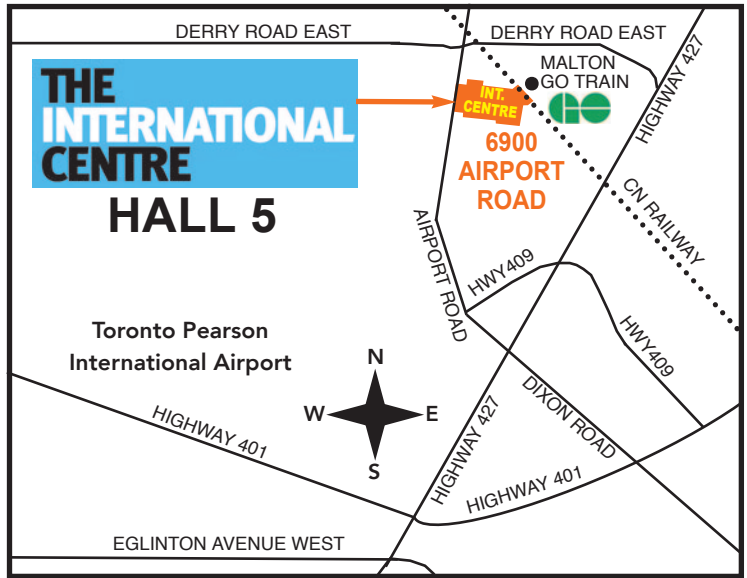 DERRY ROAD EAST
DERRY ROAD EAST
HIGHWAY 427
THE
INTERNATIONAL
CENTRE
HALL 5
INT.
CENTRE
MALTON
GO TRAIN
GO
6900
AIRPORT
ROAD
CN RAILWAY
AIRPORT ROAD
HWY409
HWY409
Toronto Pearson
International Airport
N
W
E
S
DIXON ROAD
HIGHWAY 401
HIGHWAY 427
HIGHWAY 401
EGLINTON AVENUE WEST